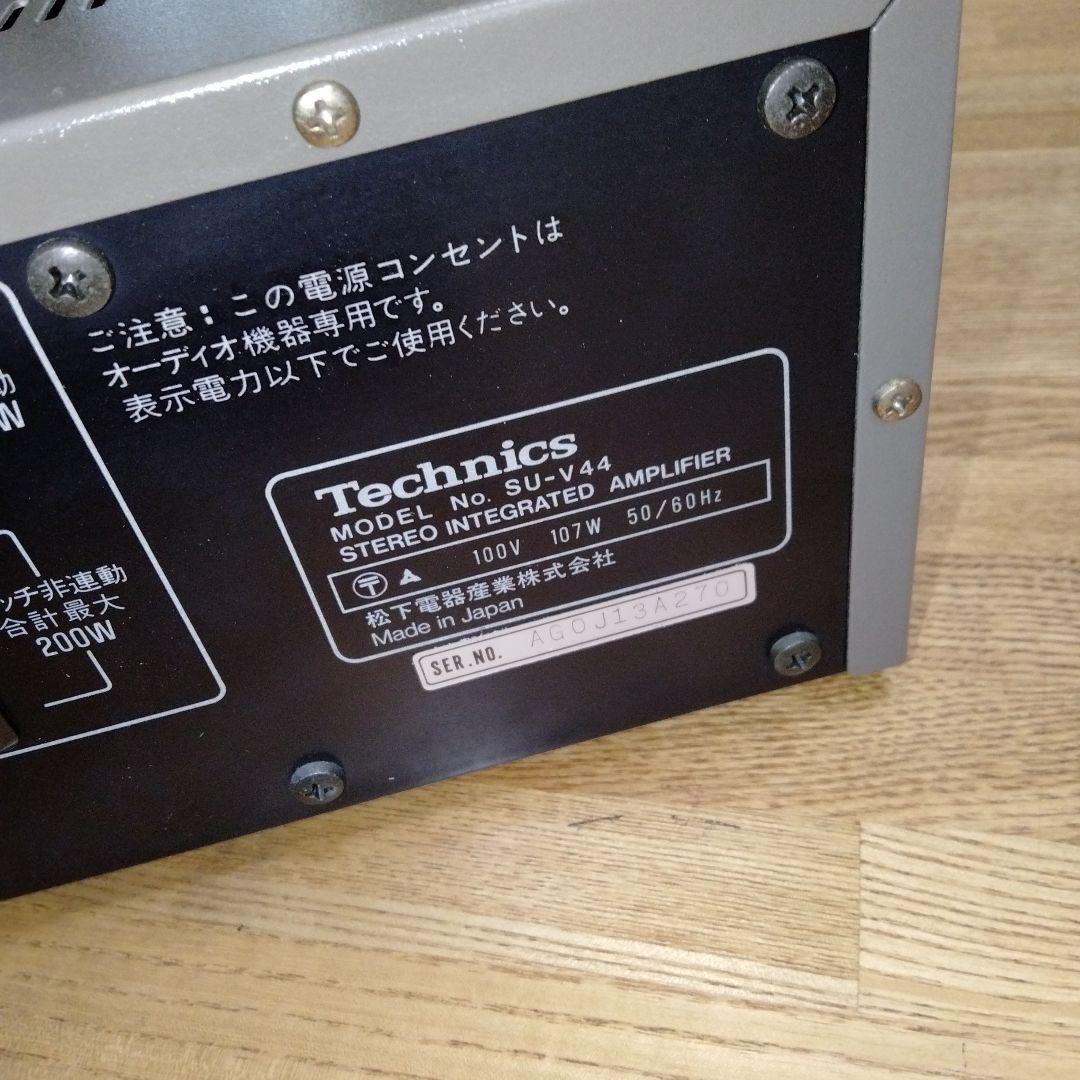 ご注意:この電源コンセントは
オーディオ機器専用です。
表示電力以下でご使用ください。
動
W
ッチ非連動
合計最大
200W
Technics
MODEL No. SU-V44
STEREO INTEGRATED AMPLIFIER
〒 100V 107W 50/60Hz
松下電器産業株式会社
Made in Japan
SER.NO. AG0J13A270